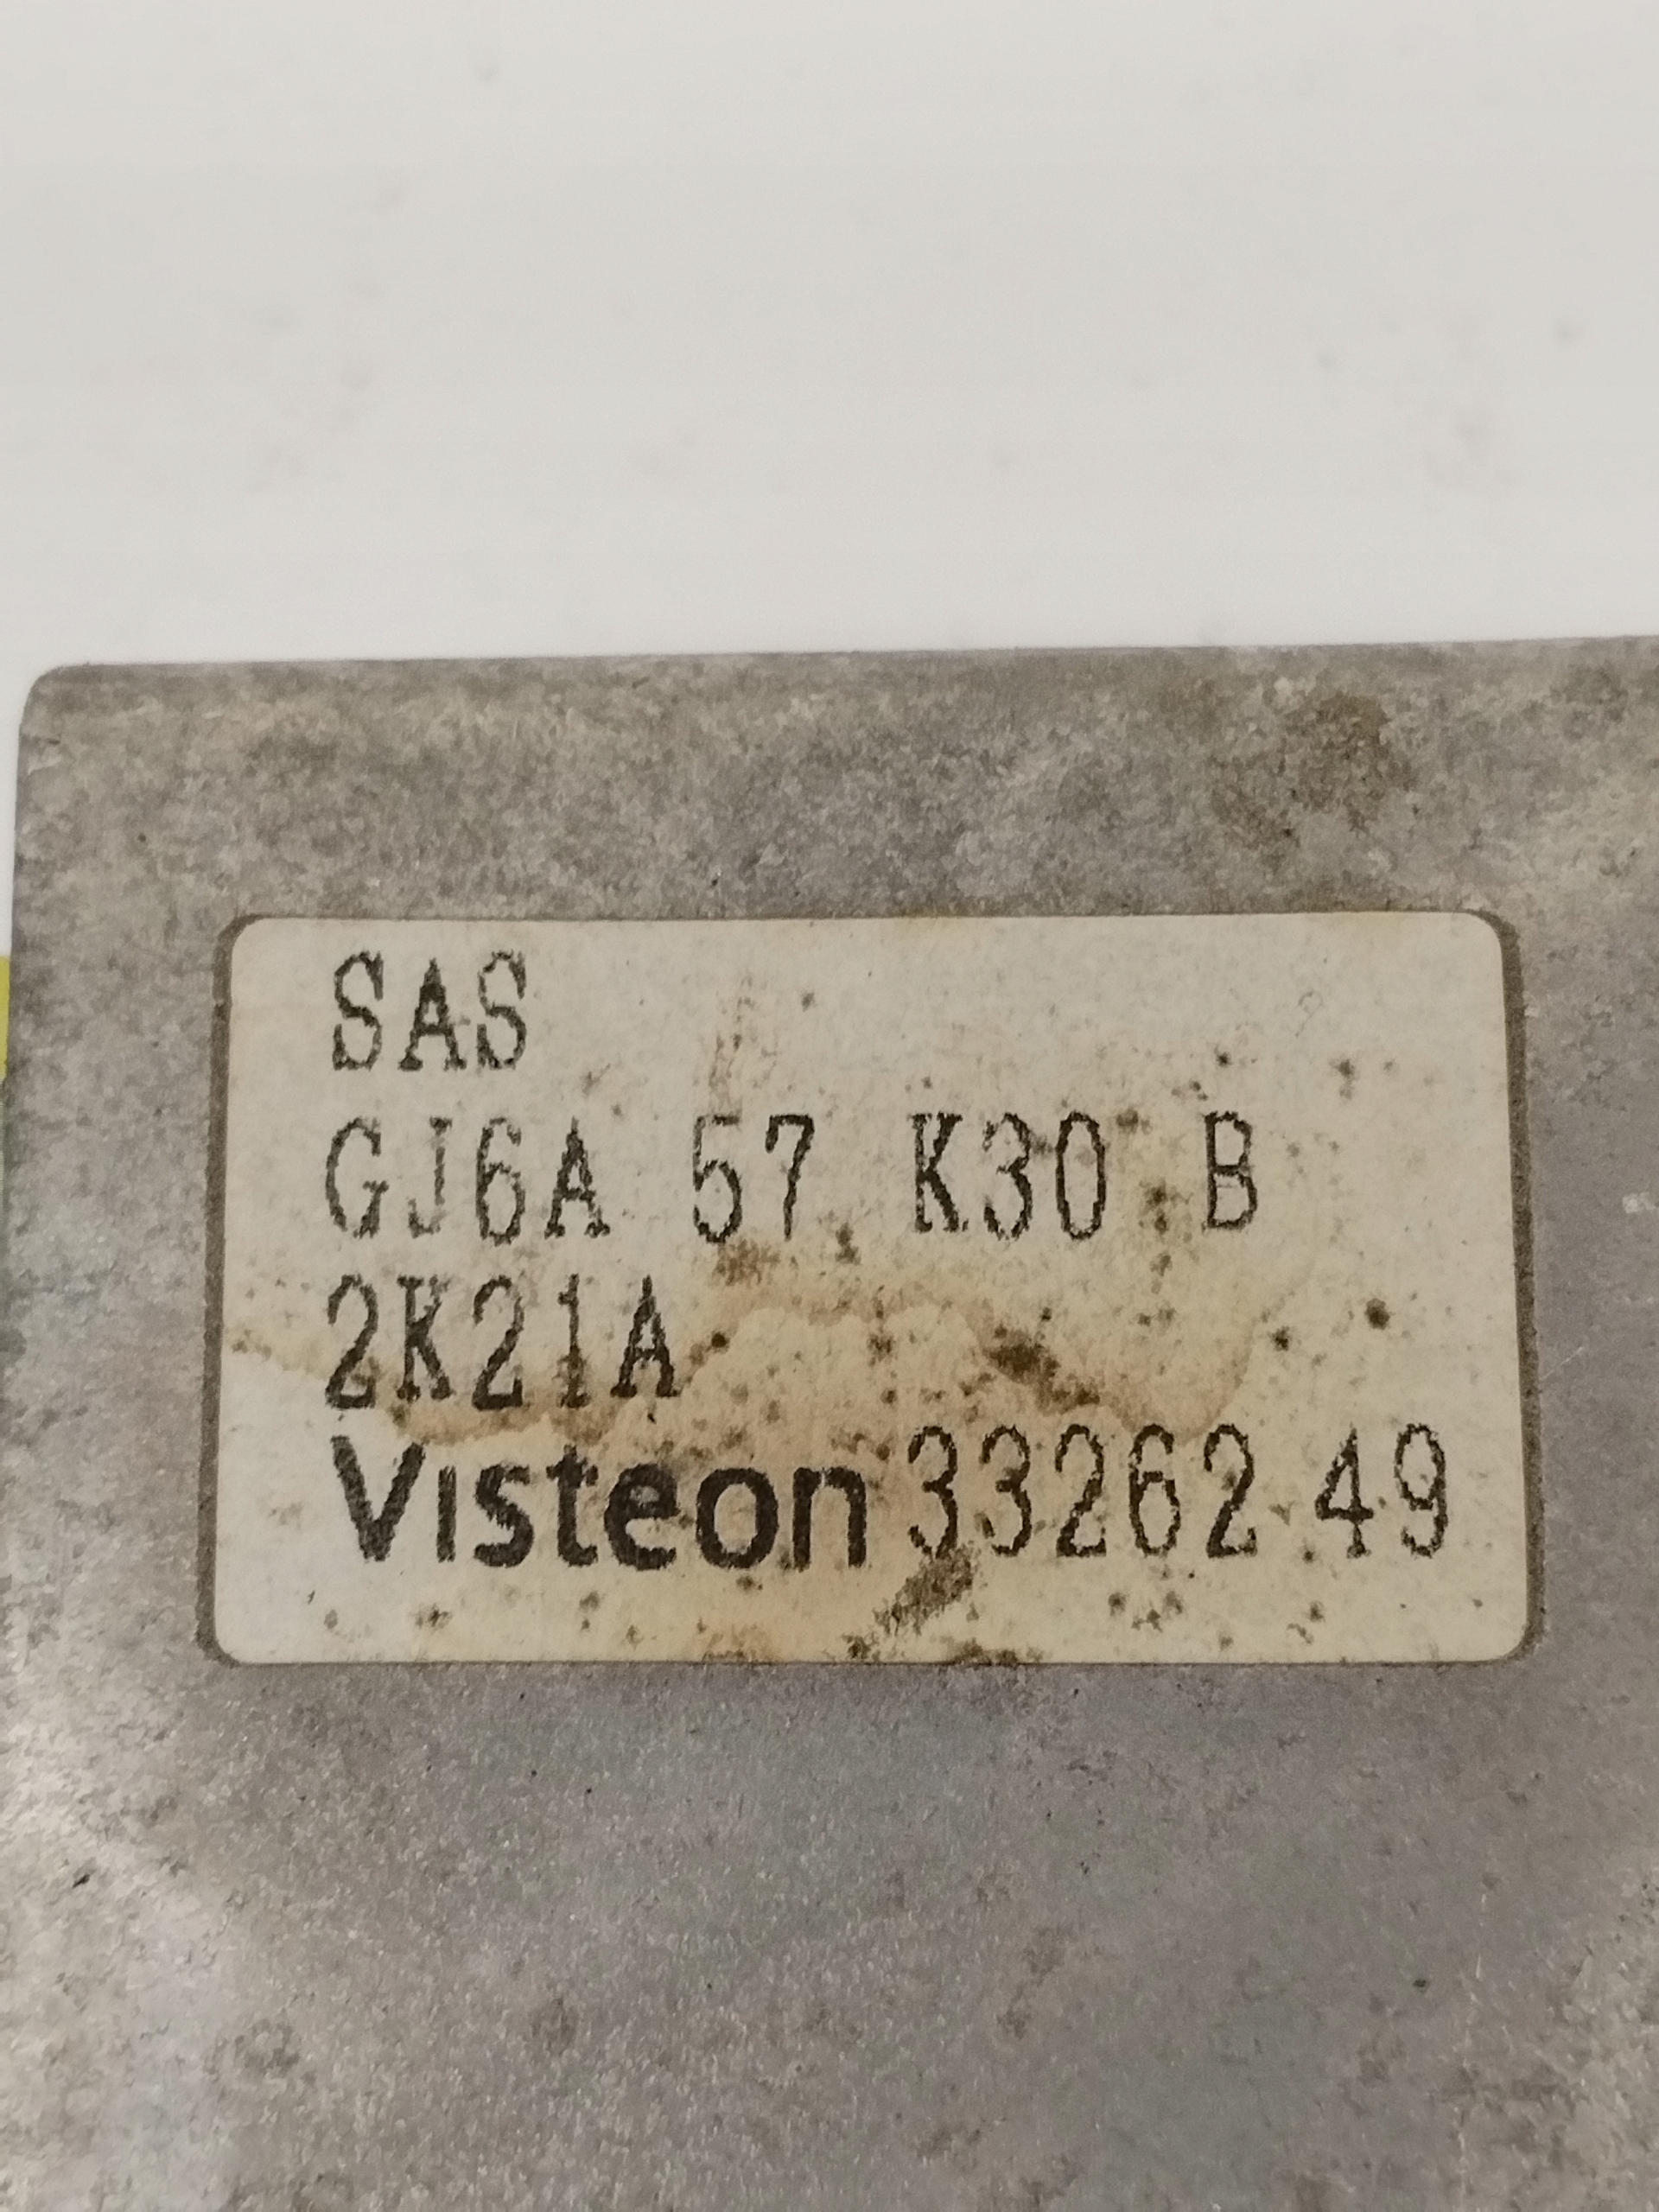 SAS
GJ6A 57 K30 B
2K21A
Visteon 33262 49